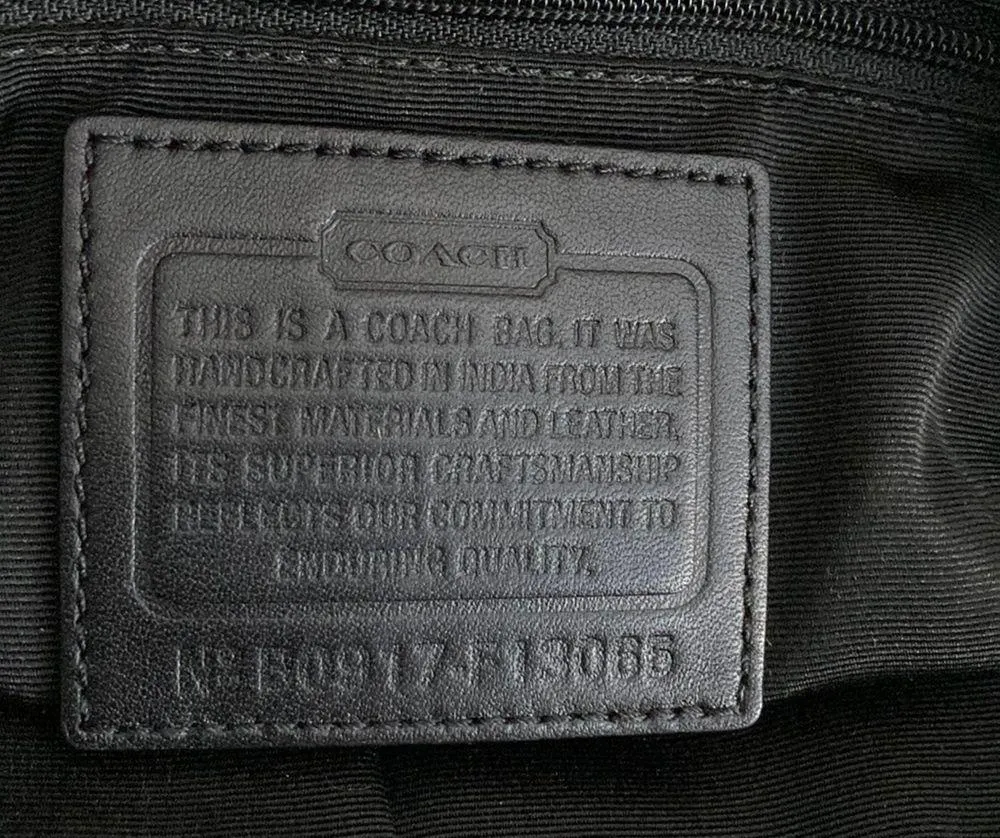 COACH
THIS IS A COACH BAG. IT WAS
HANDCRAFTED IN INDIA FROM THE
FINEST MATERIALS AND LEATHER.
ITS SUPERIOR CRAFTSMANSHIP
REFLECTS OUR COMMITMENT TO
ENDURING QUALITY.
Nº B0917-F13065